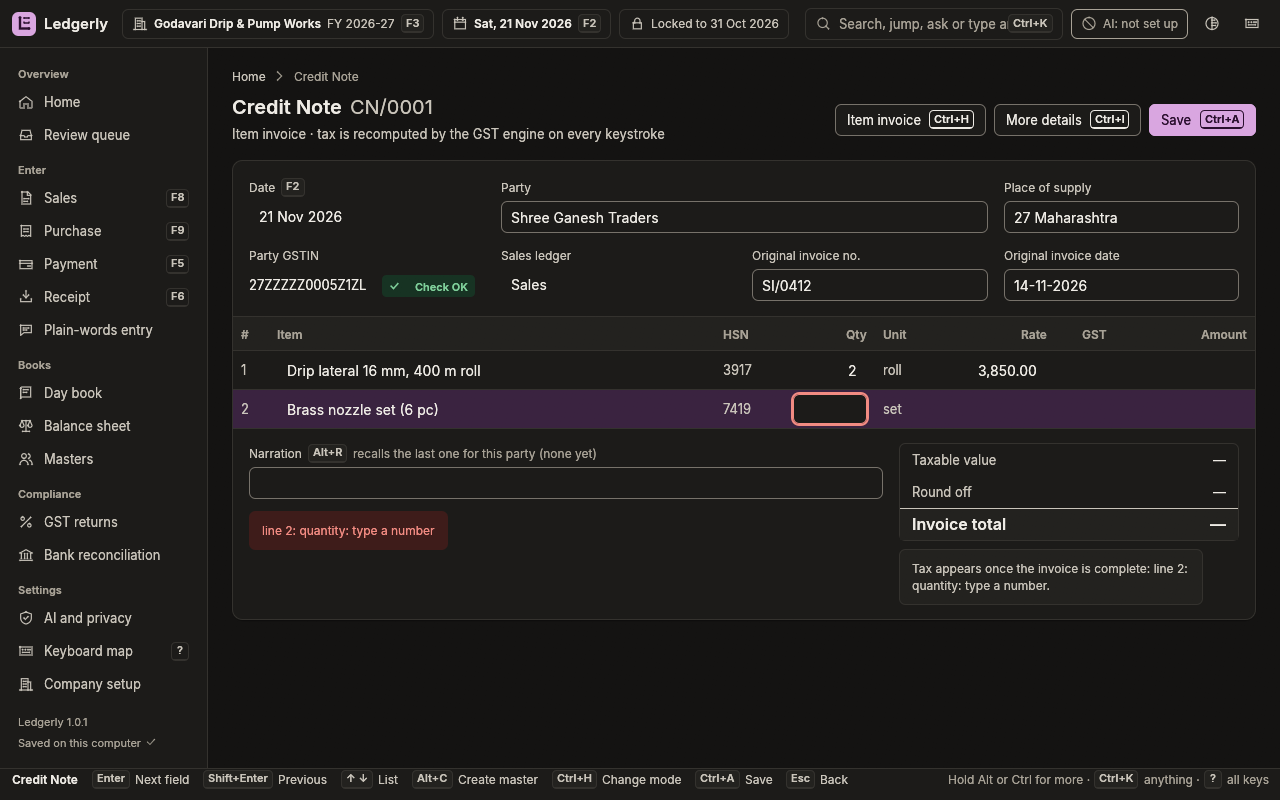 Ledgerly
Godavari Drip & Pump Works FY 2026-27 F3
Sat, 21 Nov 2026 F2
Locked to 31 Oct 2026
Search, jump, ask or type a Ctrl+K
AI: not set up
Overview
Home
Review queue
Enter
Sales F8
Purchase F9
Payment F5
Receipt F6
Plain-words entry
Books
Day book
Balance sheet
Masters
Compliance
GST returns
Bank reconciliation
Settings
AI and privacy
Keyboard map ?
Company setup
Ledgerly 1.0.1
Saved on this computer
Home Credit Note
Credit Note CN/0001
Item invoice · tax is recomputed by the GST engine on every keystroke
Item invoice Ctrl+H
More details Ctrl+I
Save Ctrl+A
Date F2
21 Nov 2026
Party
Shree Ganesh Traders
Place of supply
27 Maharashtra
Party GSTIN
27ZZZZZ0005Z1ZL Check OK
Sales ledger
Sales
Original invoice no.
SI/0412
Original invoice date
14-11-2026
# Item HSN Qty Unit Rate GST Amount
1 Drip lateral 16 mm, 400 m roll 3917 2 roll 3,850.00
2 Brass nozzle set (6 pc) 7419 set
Narration Alt+R recalls the last one for this party (none yet)
line 2: quantity: type a number
Taxable value —
Round off —
Invoice total —
Tax appears once the invoice is complete: line 2:
quantity: type a number.
Credit Note Enter Next field Shift+Enter Previous ↑ ↓ List Alt+C Create master Ctrl+H Change mode Ctrl+A Save Esc Back
Hold Alt or Ctrl for more · Ctrl+K anything · ? all keys